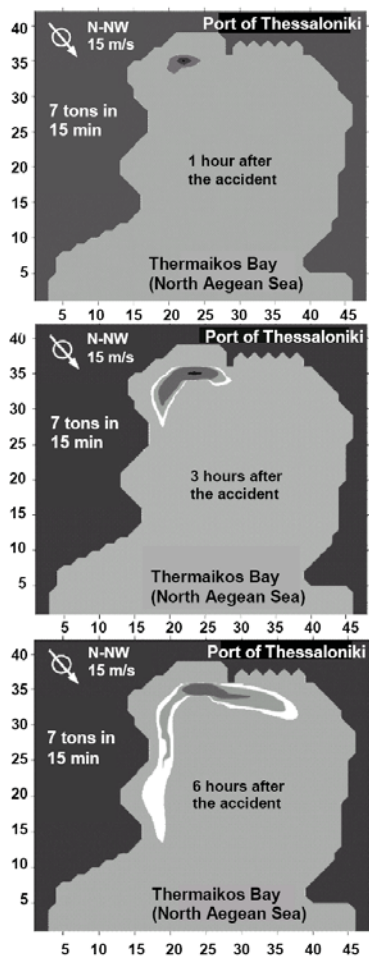 Port of Thessaloniki
N-NW
15 m/s
7 tons in
15 min
1 hour after
the accident
Thermaikos Bay
(North Aegean Sea)
40
35
30
25
20
15
10
5
5 10 15 20 25 30 35 40 45
Port of Thessaloniki
N-NW
15 m/s
7 tons in
15 min
3 hours after
the accident
Thermaikos Bay
(North Aegean Sea)
40
35
30
25
20
15
10
5
5 10 15 20 25 30 35 40 45
Port of Thessaloniki
N-NW
15 m/s
7 tons in
15 min
6 hours after
the accident
Thermaikos Bay
(North Aegean Sea)
40
35
30
25
20
15
10
5
5 10 15 20 25 30 35 40 45